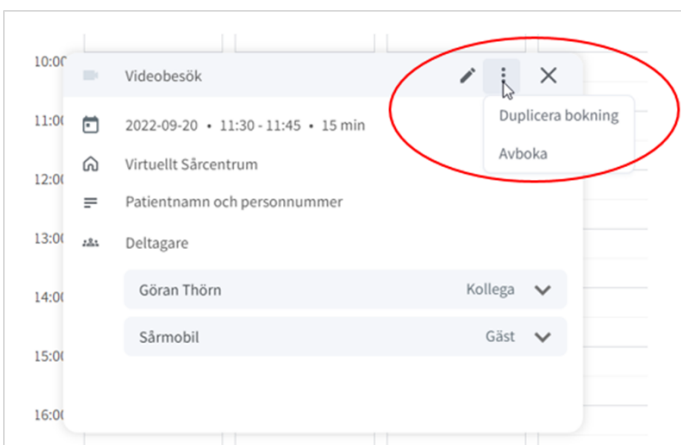 10:00
Videobesök
Duplicera bokning
11:00
2022-09-20 • 11:30 - 11:45 • 15 min
Avboka
Virtuellt Sårcentrum
12:00
Patientnamn och personnummer
13:00
Deltagare
Göran Thörn Kollega
14:00
Sårmobil Gäst
15:00
16:00